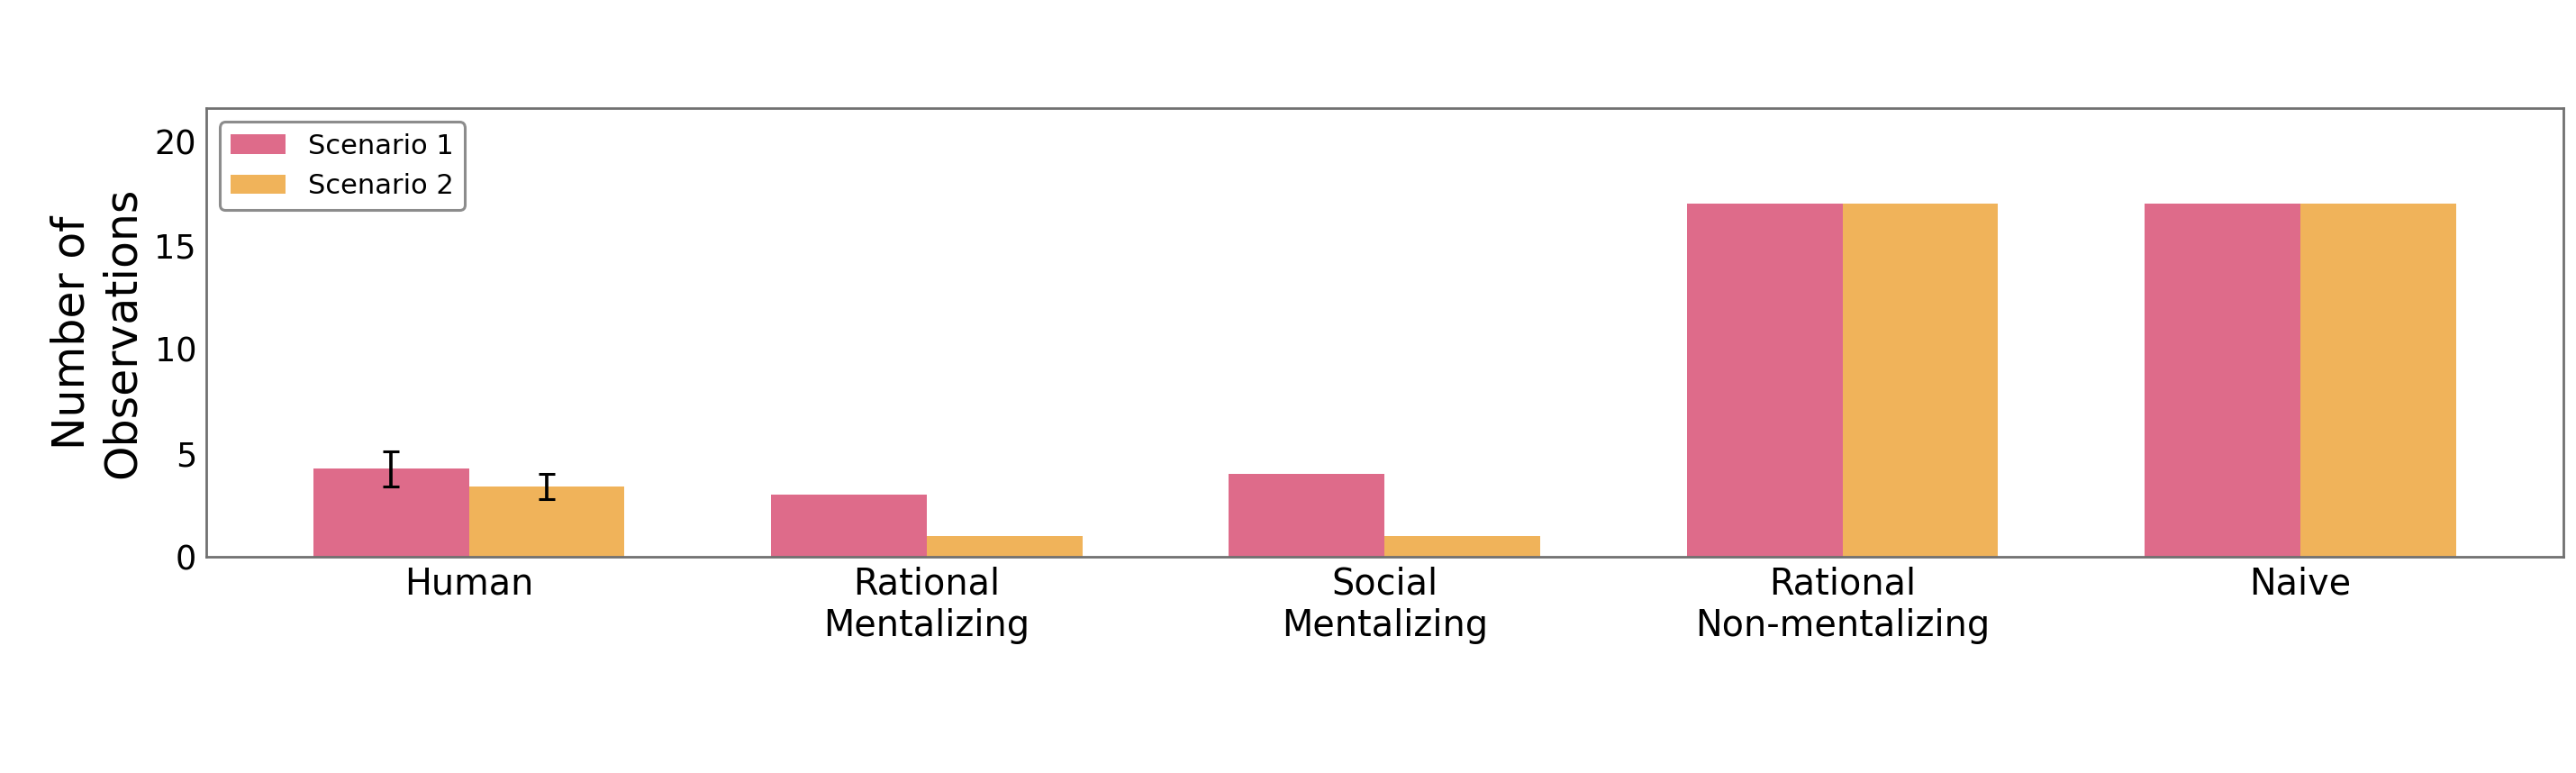 Number of
Observations
20
15
10
5
0
Scenario 1
Scenario 2
Human
Rational
Mentalizing
Social
Mentalizing
Rational
Non-mentalizing
Naive